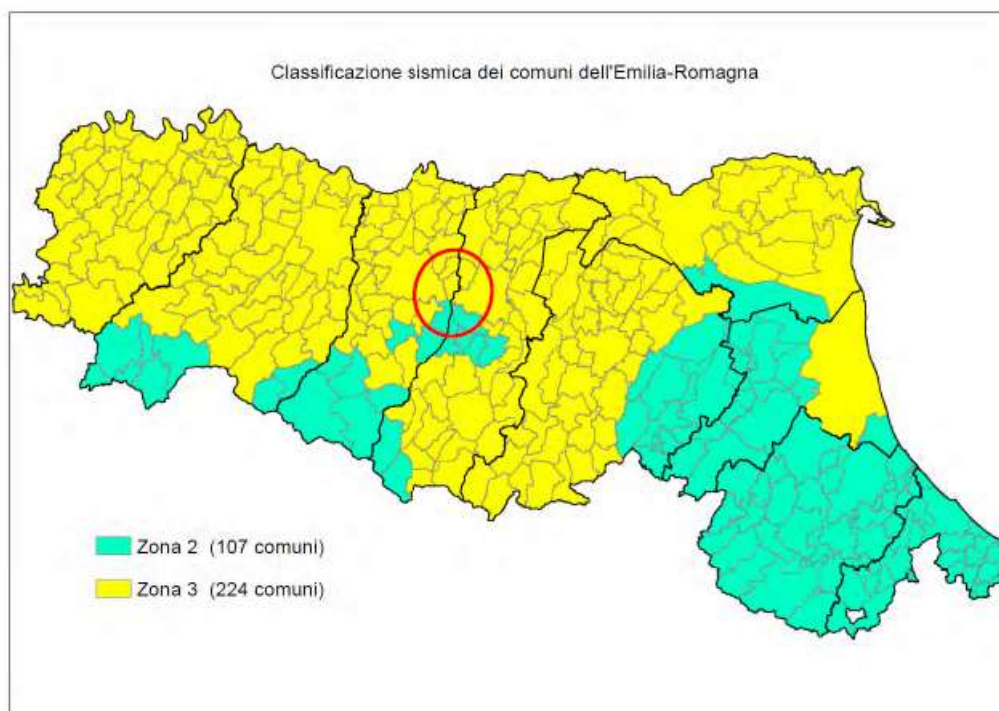 Classificazione sismica dei comuni dell'Emilia-Romagna
Zona 2 (107 comuni)
Zona 3 (224 comuni)